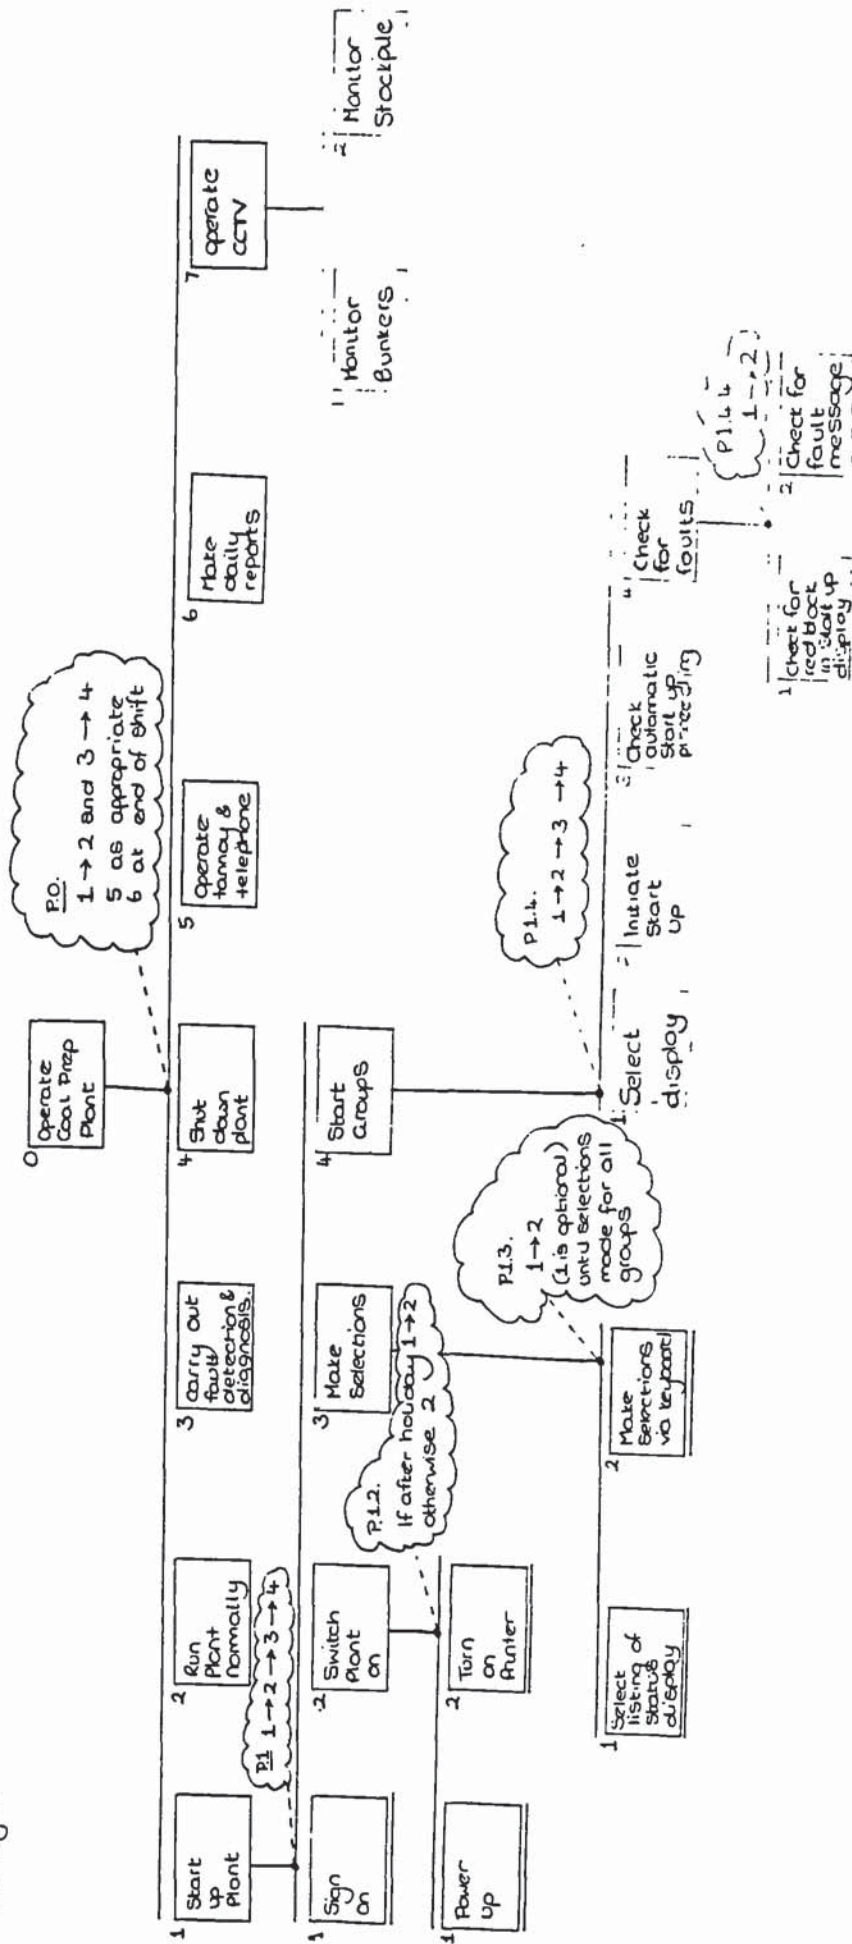 0
Operate
Coal Prep
Plant
P.O.
1 → 2 and 3 → 4
5 as appropriate
6 at end of shift
1
Start
up
Plant
2
Run
Plant
normally
3
Carry out
fault
detection &
diagnosis.
4
Shut
down
plant
5
Operate
tannoy &
telephone
6
Make
daily
reports
7
operate
CCTV
P.1 1 → 2 → 3 → 4
1
Sign
on
2
Switch
Plant
on
3
Make
Selections
4
Start
Groups
1
Monitor
Bunkers
2
Monitor
Stockpile
P.1.2.
If after holiday 1 → 2
otherwise 2
1
Power
Up
2
Turn
on
Printer
P.1.3.
1 → 2
(1 is optional)
until selections
made for all
groups
1
Select
listing of
status
display
2
Make
Selections
via keyboard
P.1.4.
1 → 2 → 3 → 4
1
Select
display
Initiate
Start
Up
Check
automatic
Start up
4
Check
for
faults
P1.4.4
1 → 2
1
Check for
red block
in start up
display
2
Check for
fault
message